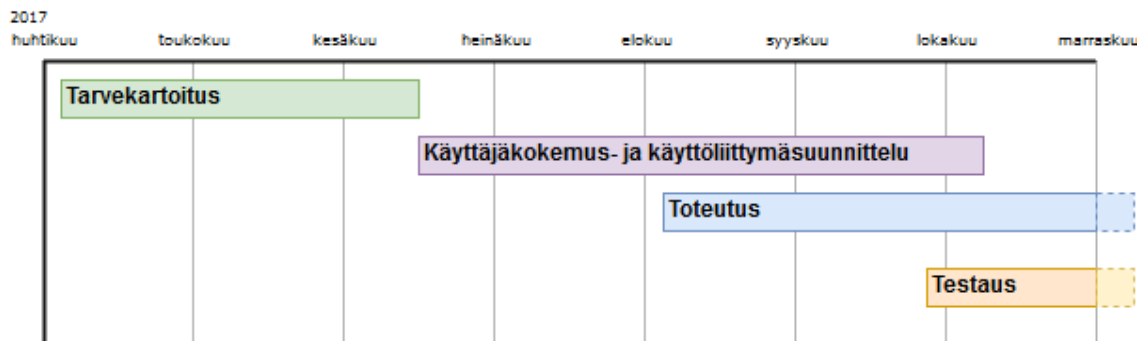 2017
huhtikuu toukokuu kesäkuu heinäkuu elokuu syyskuu lokakuu marraskuu
Tarvekartoitus
Käyttäjäkokemus- ja käyttöliittymäsuunnittelu
Toteutus
Testaus